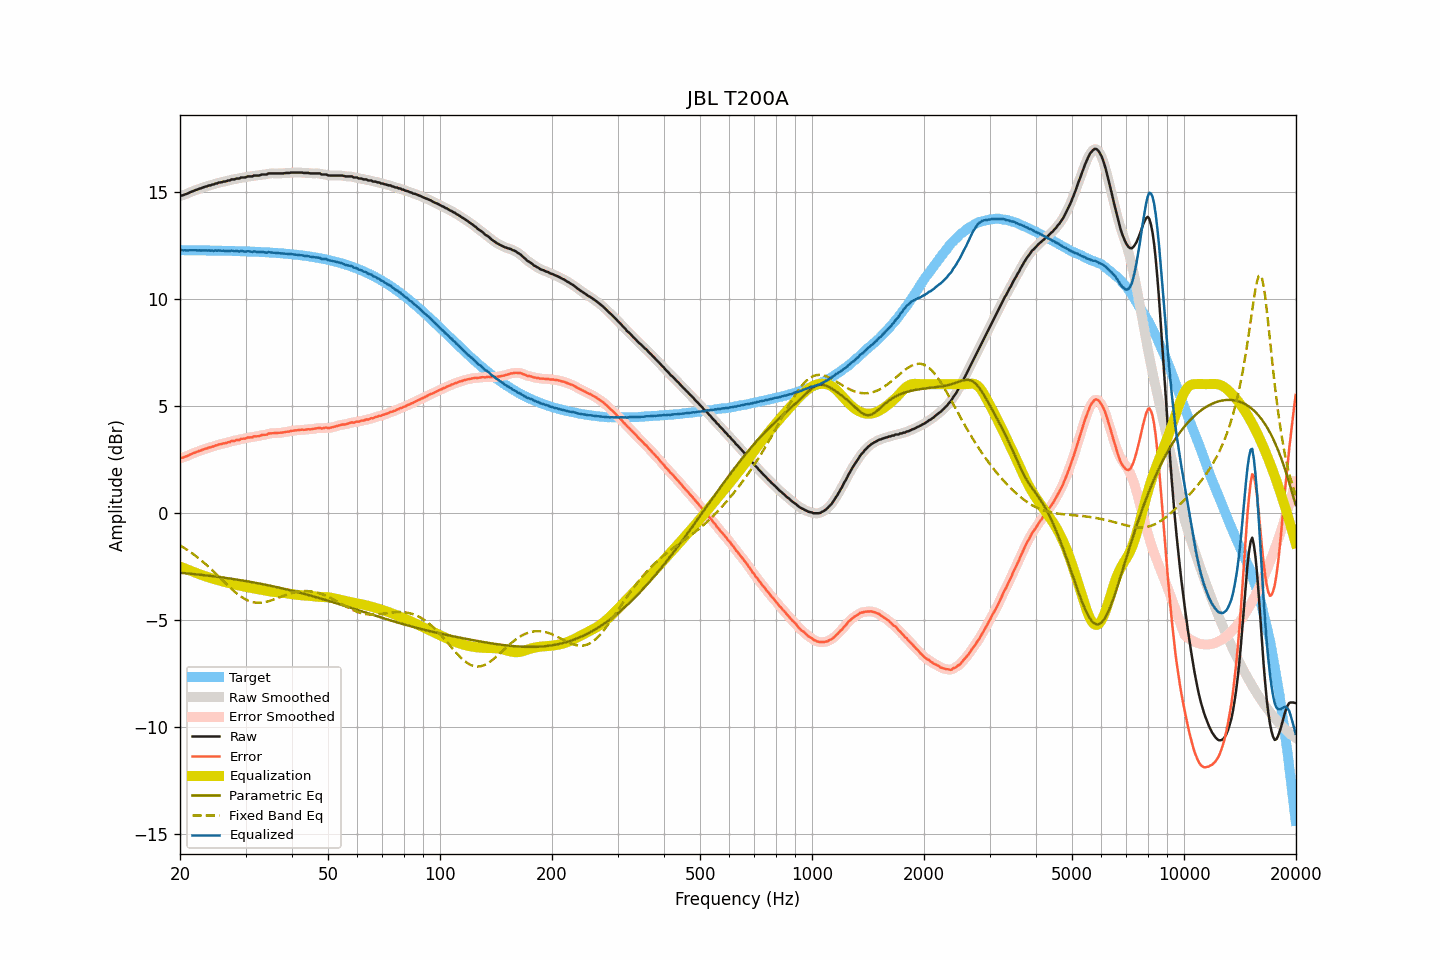 JBL T200A
Amplitude (dBr)
15
10
5
0
−5
−10
−15
Target
Raw Smoothed
Error Smoothed
Raw
Error
Equalization
Parametric Eq
Fixed Band Eq
Equalized
20 50 100 200 500 1000 2000 5000 10000 20000
Frequency (Hz)